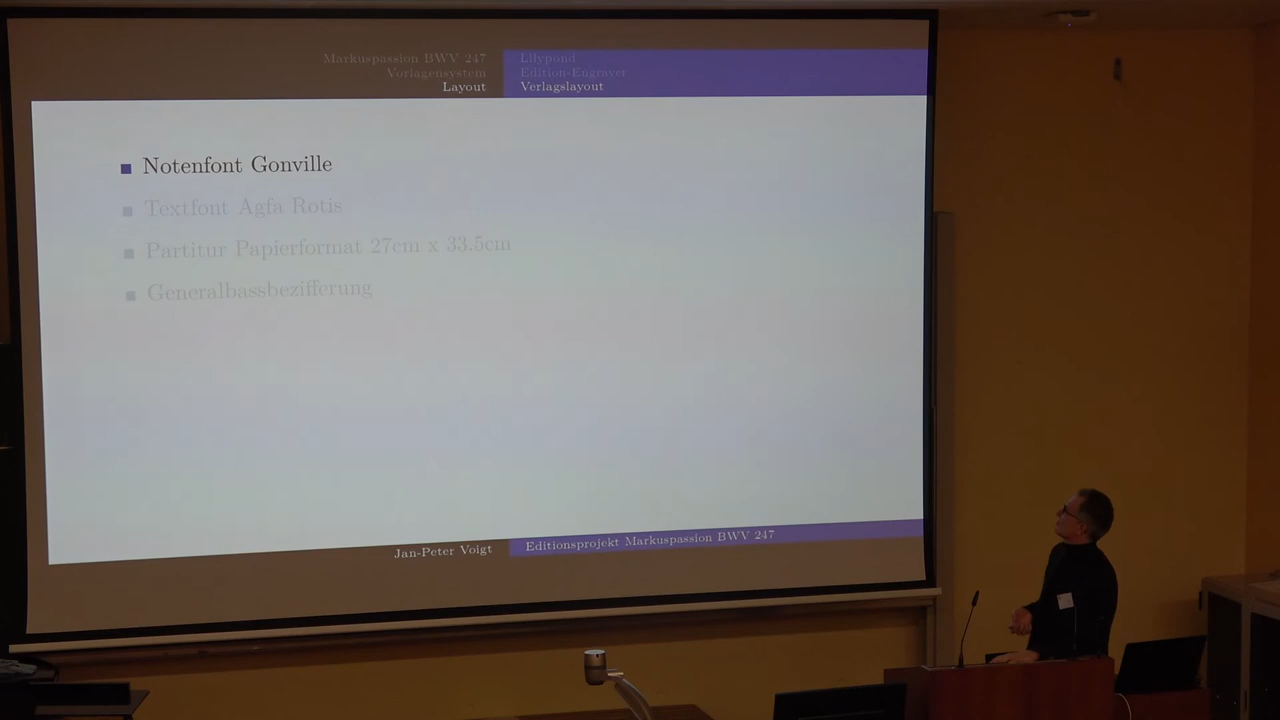 Markuspassion BWV 247
Vorlagensystem
Layout
Lilypond
Edition-Engraver
Verlagslayout
Notenfont Gonville
Textfont Agfa Rotis
Partitur Papierformat 27cm x 33.5cm
Generalbassbezifferung
Jan-Peter Voigt
Editionsprojekt Markuspassion BWV 247